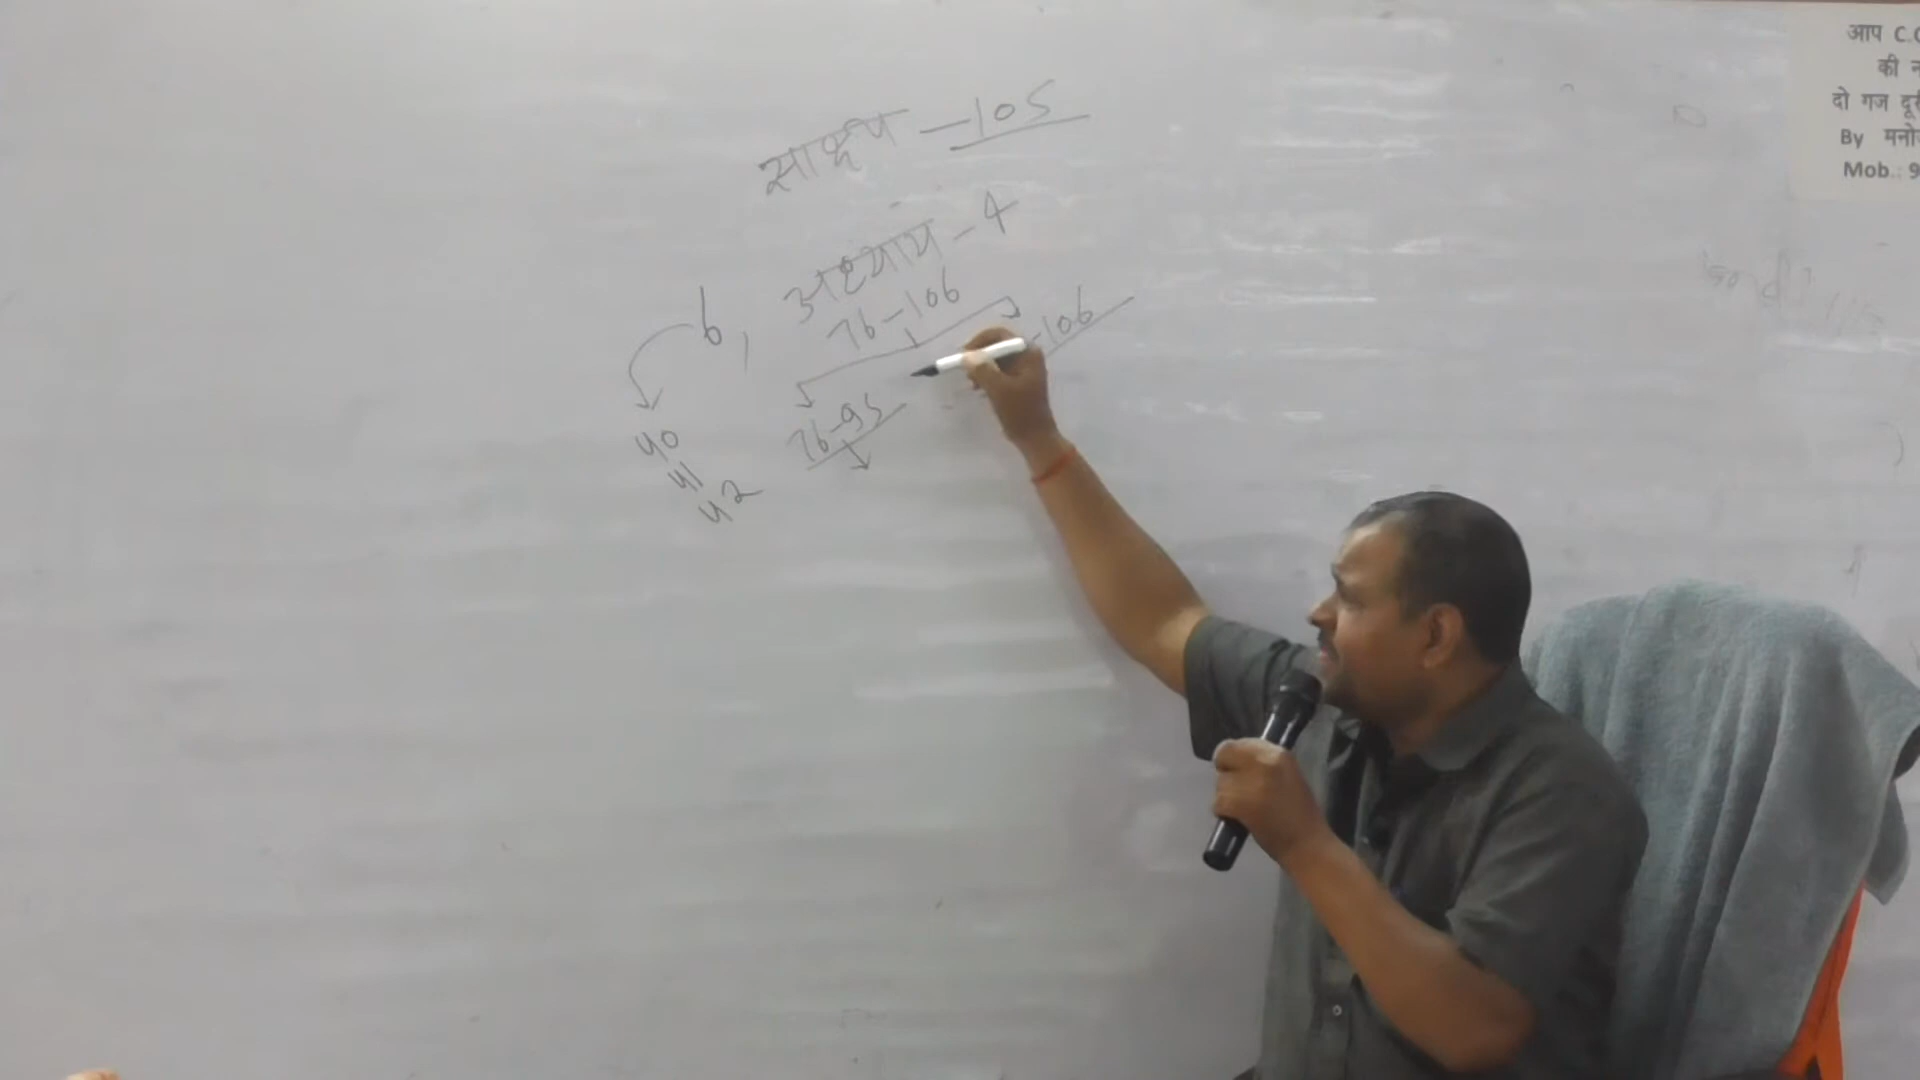 साक्ष्य - 105
अध्याय - 4
76-106
6,
-106
76-95
40
41
42
आप C.C
की न
दो गज दूरी
By मनोज
Mob.: 9